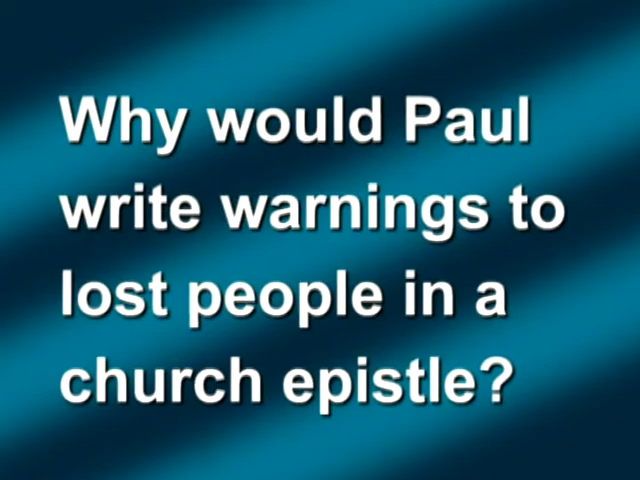 Why would Paul
write warnings to
lost people in a
church epistle?